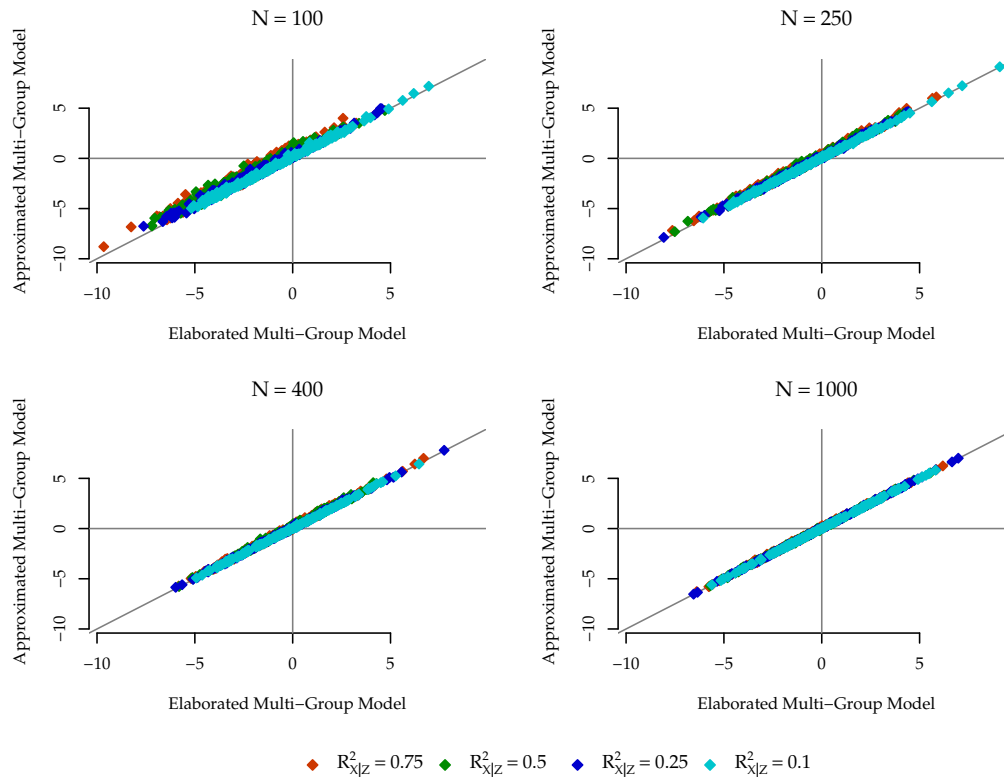 N = 100
Approximated Multi−Group Model
5
0
−5
−10
−10 −5 0 5
Elaborated Multi−Group Model
N = 250
Approximated Multi−Group Model
5
0
−5
−10
−10 −5 0 5
Elaborated Multi−Group Model
N = 400
Approximated Multi−Group Model
5
0
−5
−10
−10 −5 0 5
Elaborated Multi−Group Model
N = 1000
Approximated Multi−Group Model
5
0
−5
−10
−10 −5 0 5
Elaborated Multi−Group Model
R²X|Z = 0.75 R²X|Z = 0.5 R²X|Z = 0.25 R²X|Z = 0.1